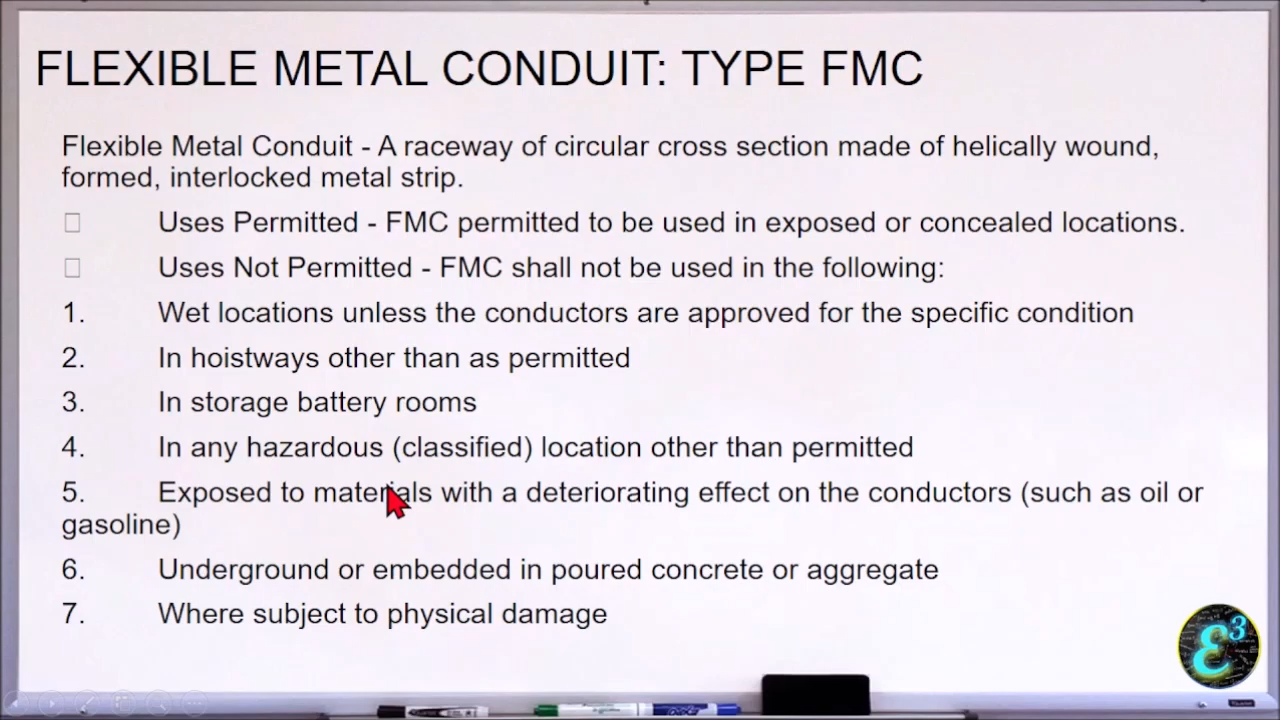 FLEXIBLE METAL CONDUIT: TYPE FMC
Flexible Metal Conduit - A raceway of circular cross section made of helically wound,
formed, interlocked metal strip.
Uses Permitted - FMC permitted to be used in exposed or concealed locations.
Uses Not Permitted - FMC shall not be used in the following:
1. Wet locations unless the conductors are approved for the specific condition
2. In hoistways other than as permitted
3. In storage battery rooms
4. In any hazardous (classified) location other than permitted
5. Exposed to materials with a deteriorating effect on the conductors (such as oil or
gasoline)
6. Underground or embedded in poured concrete or aggregate
7. Where subject to physical damage
ε3